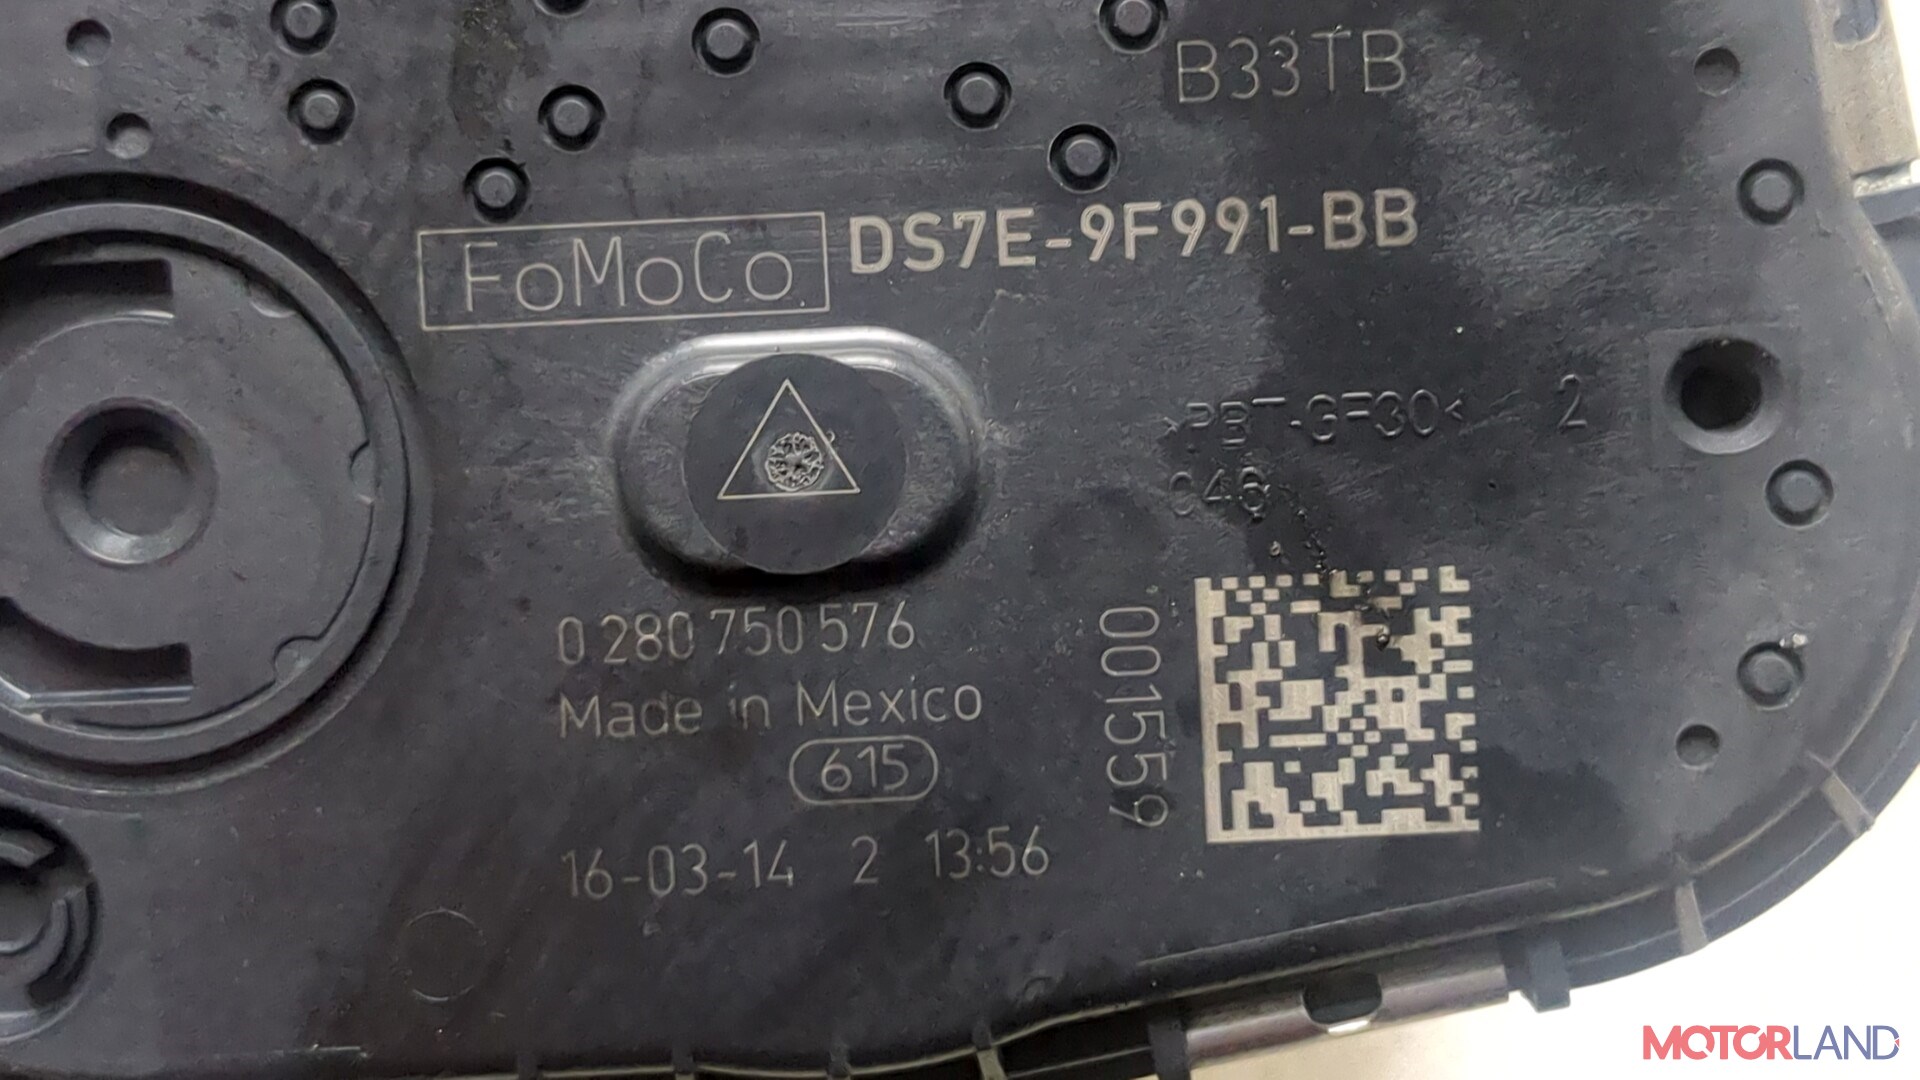 B33TB
FoMoCo DS7E-9F991-BB
>PBT-GF30< 2
C46
0 280 750 576
Made in Mexico
615
16-03-14 2 13:56
001559
MOTORLAND